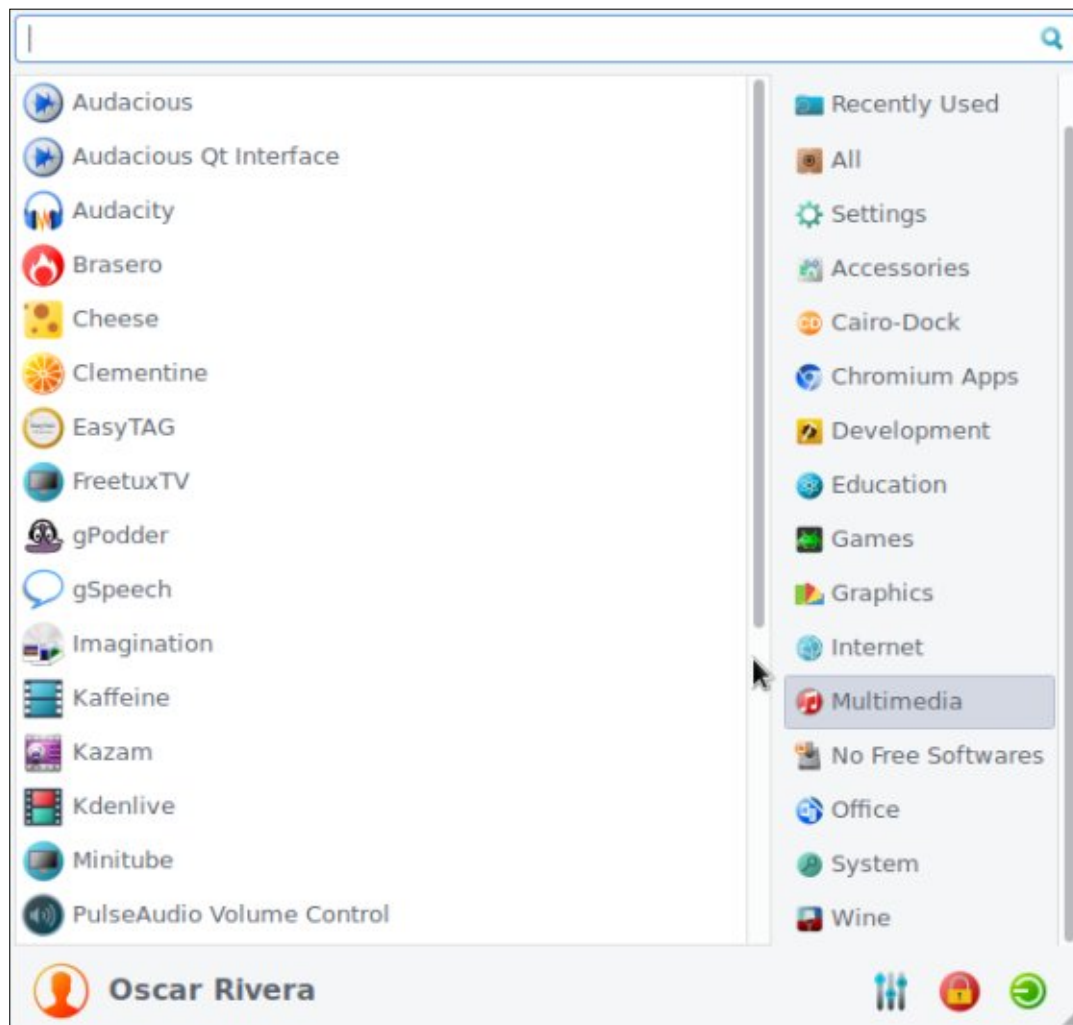 Audacious
Audacious Qt Interface
Audacity
Brasero
Cheese
Clementine
EasyTAG
FreetuxTV
gPodder
gSpeech
Imagination
Kaffeine
Kazam
Kdenlive
Minitube
PulseAudio Volume Control
Recently Used
All
Settings
Accessories
Cairo-Dock
Chromium Apps
Development
Education
Games
Graphics
Internet
Multimedia
No Free Softwares
Office
System
Wine
Oscar Rivera